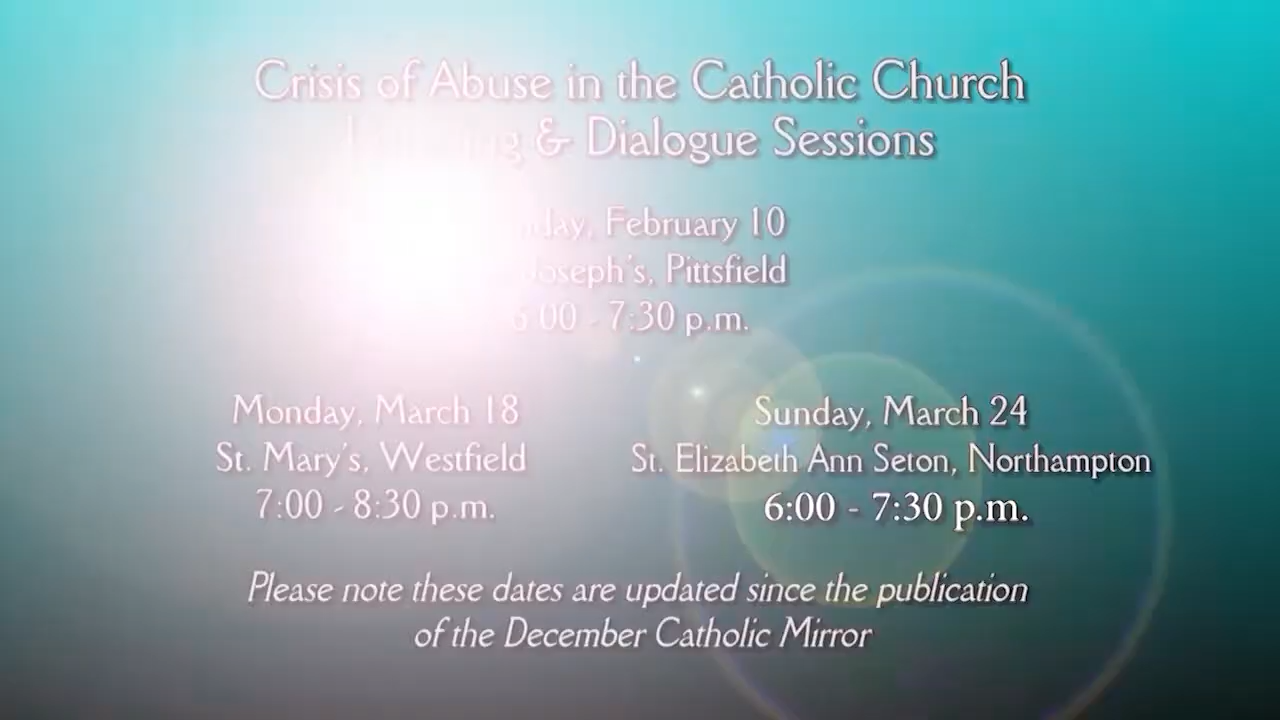 Crisis of Abuse in the Catholic Church
& Dialogue Sessions
February 10
Joseph's, Pittsfield
6:00 - 7:30 p.m.
Monday, March 18
St. Mary's, Westfield
7:00 - 8:30 p.m.
Sunday, March 24
St. Elizabeth Ann Seton, Northampton
6:00 - 7:30 p.m.
Please note these dates are updated since the publication
of the December Catholic Mirror